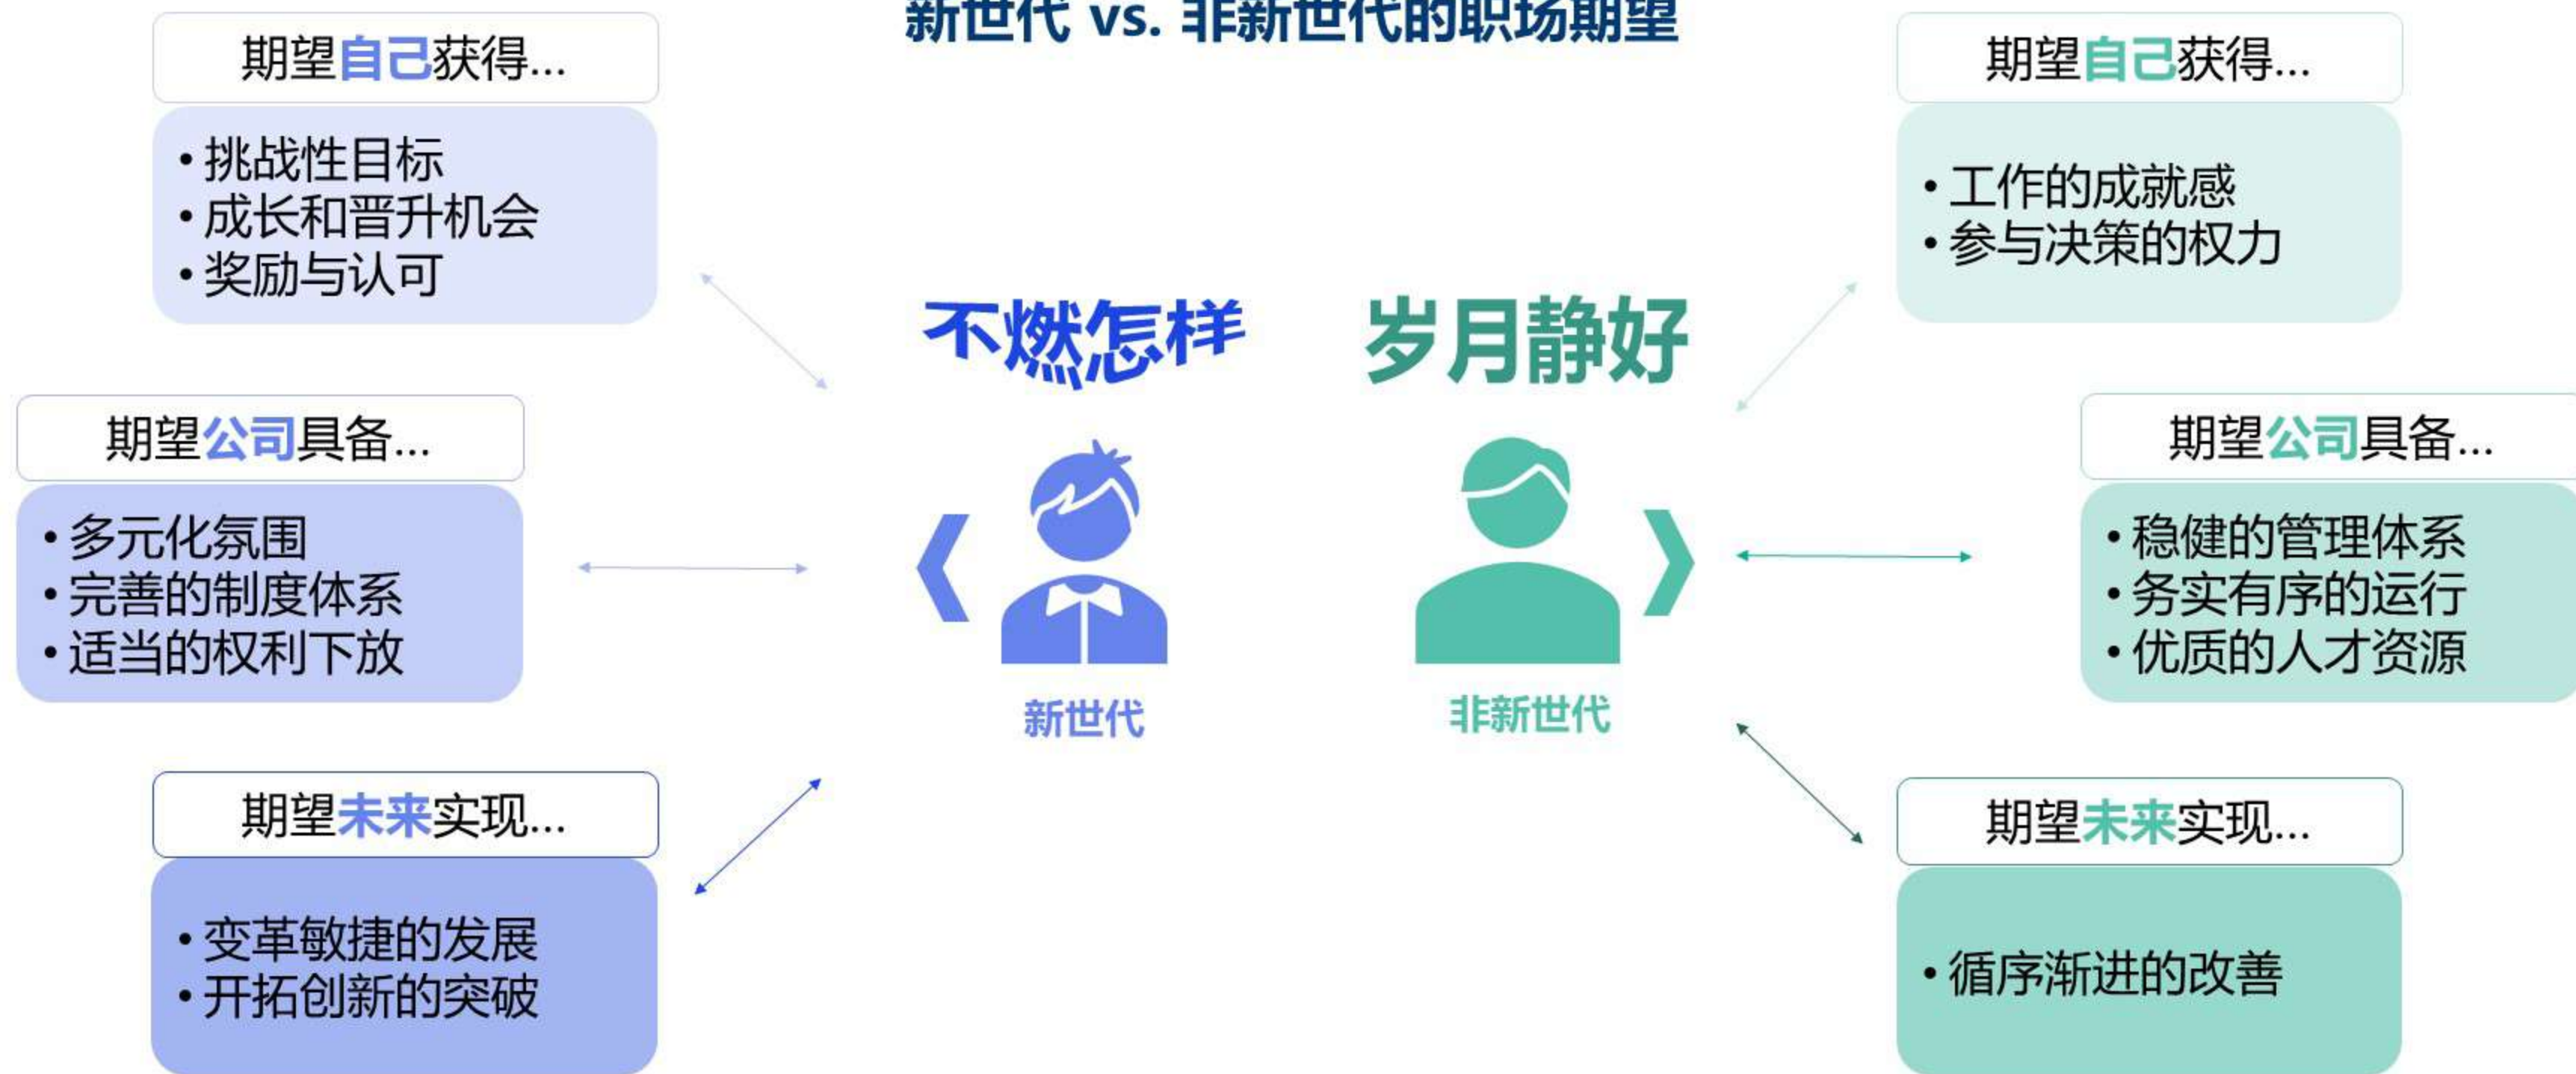 新世代 vs. 非新世代的职场期望
期望自己获得...
• 挑战性目标
• 成长和晋升机会
• 奖励与认可
期望公司具备...
• 多元化氛围
• 完善的制度体系
• 适当的权利下放
期望未来实现...
• 变革敏捷的发展
• 开拓创新的突破
不燃怎样
新世代
岁月静好
非新世代
期望自己获得...
• 工作的成就感
• 参与决策的权力
期望公司具备...
• 稳健的管理体系
• 务实有序的运行
• 优质的人才资源
期望未来实现...
• 循序渐进的改善